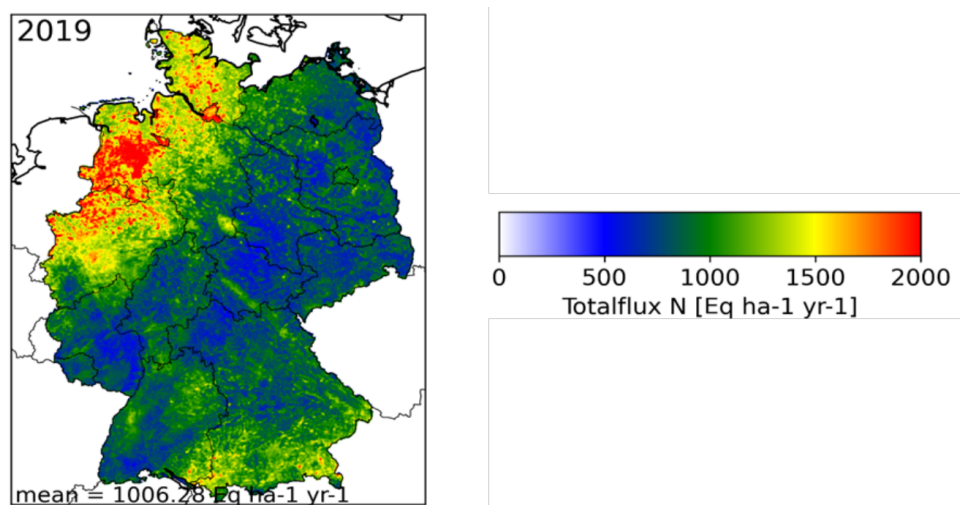 2019
mean = 1006.28 Eq ha-1 yr-1
0 500 1000 1500 2000
Totalflux N [Eq ha-1 yr-1]